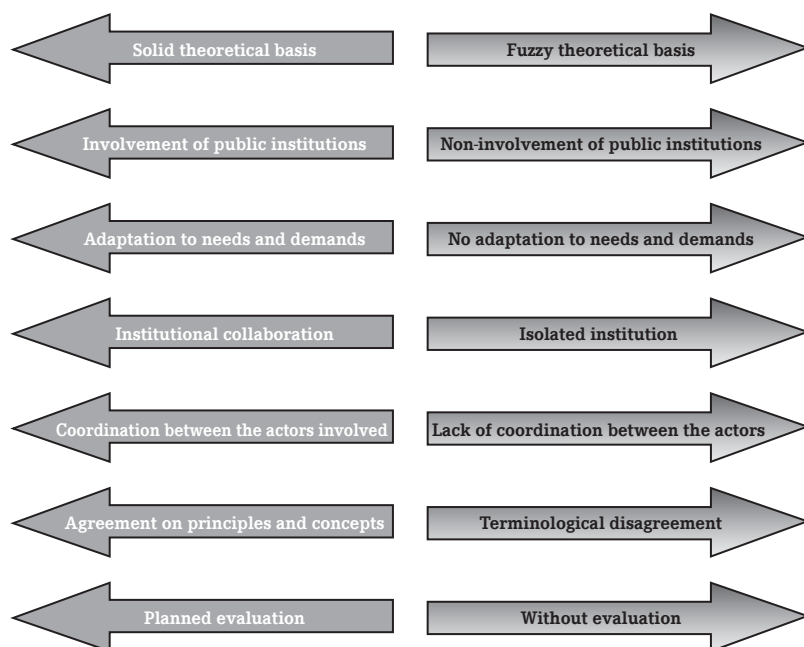 Solid theoretical basis
Fuzzy theoretical basis
Involvement of public institutions
Non-involvement of public institutions
Adaptation to needs and demands
No adaptation to needs and demands
Institutional collaboration
Isolated institution
Coordination between the actors involved
Lack of coordination between the actors
Agreement on principles and concepts
Terminological disagreement
Planned evaluation
Without evaluation